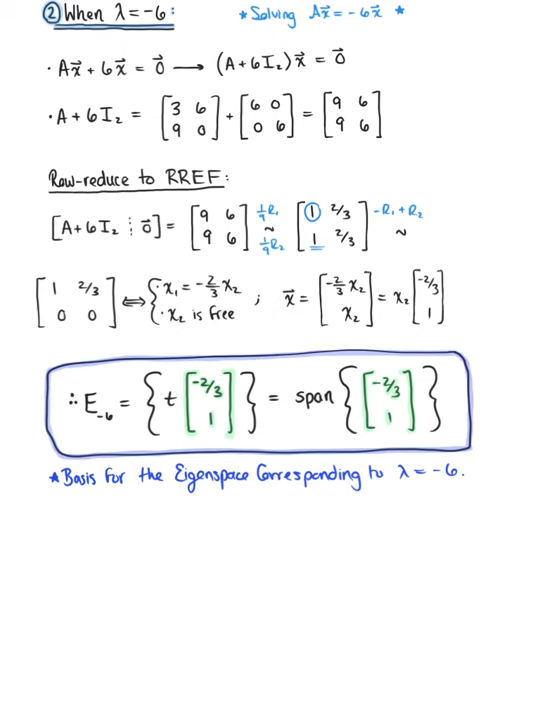 ② When λ = -6: *Solving Ax⃗ = -6x⃗ *
• Ax⃗ + 6x⃗ = 0⃗ ⟶ (A + 6I₂)x⃗ = 0⃗
• A + 6I₂ = [3 6; 9 0] + [6 0; 0 6] = [9 6; 9 6]
Row-reduce to RREF:
[A + 6I₂ ⋮ 0⃗] = [9 6; 9 6] 1/9 R₁ ~ 1/9 R₂ [1 2/3; 1 2/3] -R₁ + R₂ ~
[1 2/3; 0 0] ⟺ { • x₁ = -2/3 x₂ • x₂ is free ; x⃗ = [-2/3 x₂; x₂] = x₂ [-2/3; 1]
∴ E₋₆ = { t [-2/3; 1] } = span { [-2/3; 1] }
* Basis for the Eigenspace Corresponding to λ = -6.